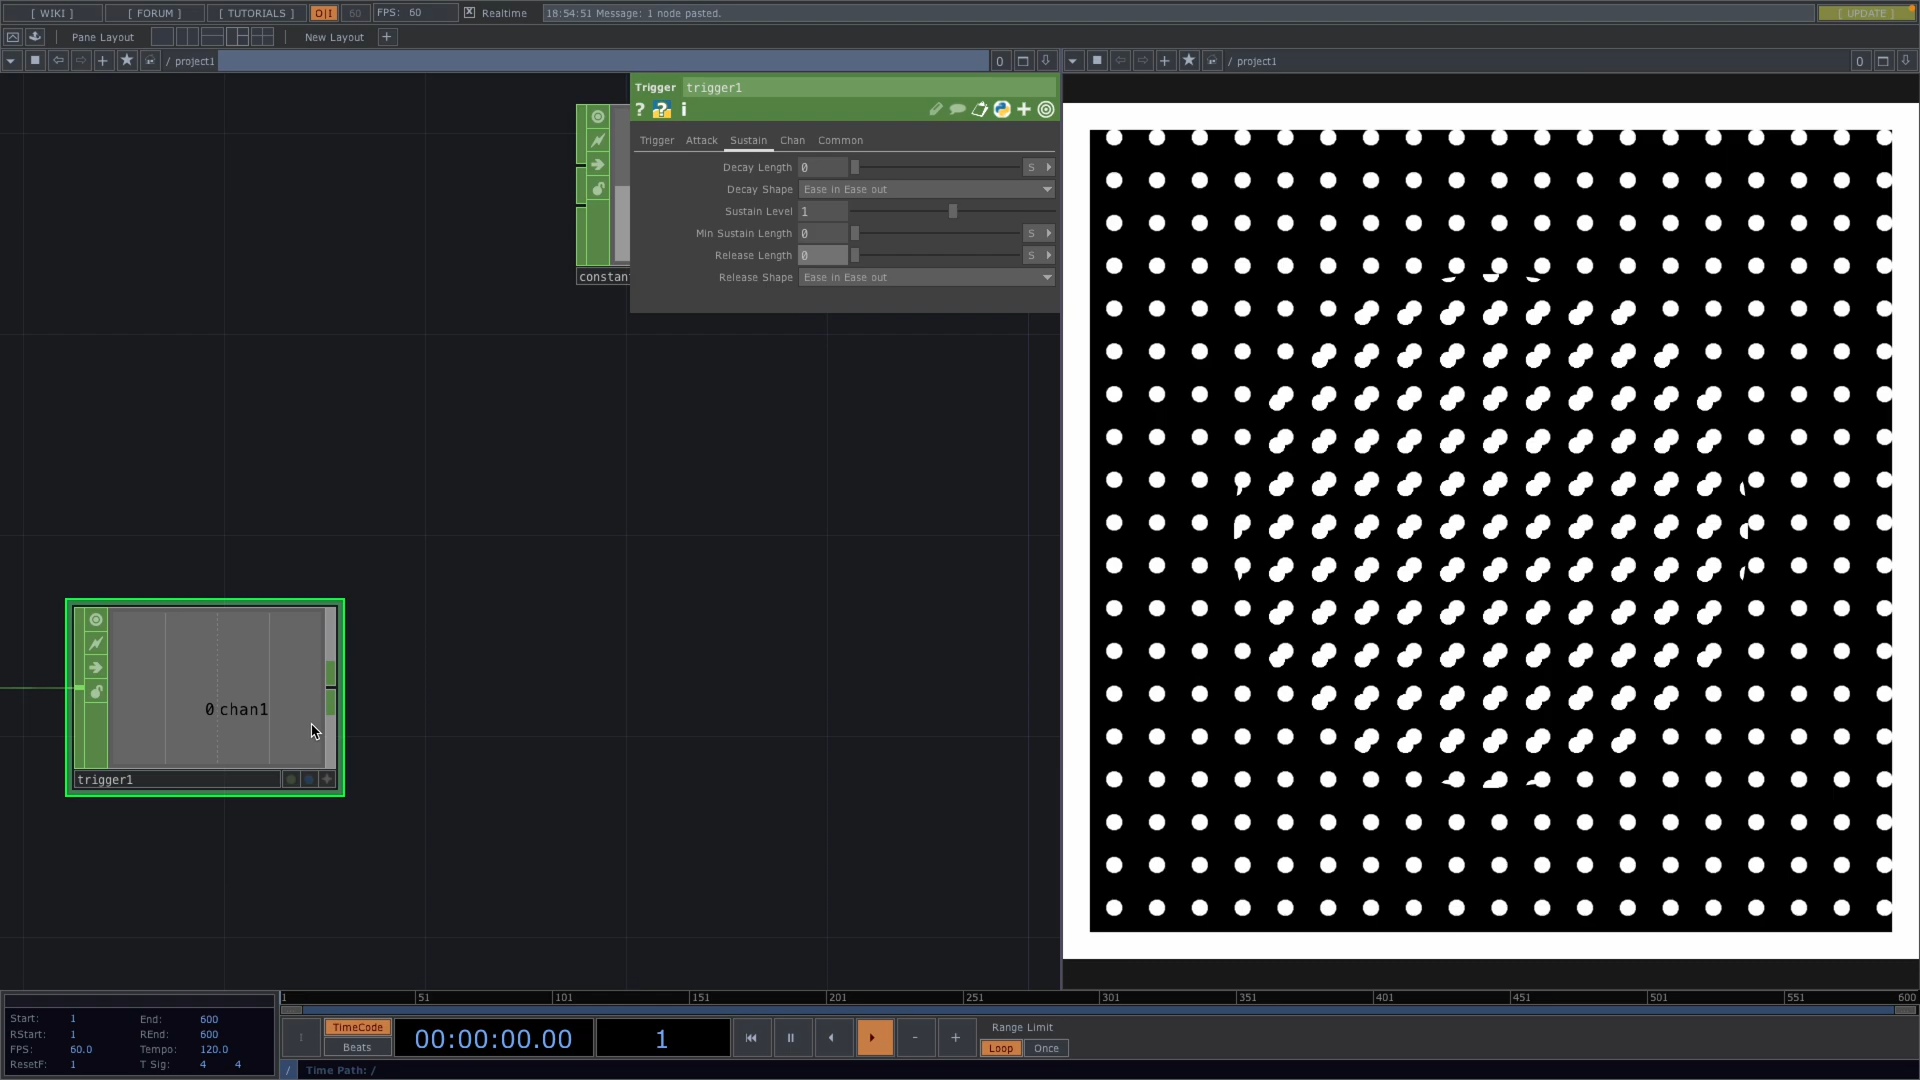 [ WIKI ] [ FORUM ] [ TUTORIALS ] O|I 60 FPS: 60 Realtime 18:54:51 Message: 1 node pasted. [ UPDATE ]
Pane Layout New Layout +
/ project1 0 / project1 0
Trigger trigger1
? ? i
Trigger Attack Sustain Chan Common
Decay Length 0 S
Decay Shape Ease in Ease out
Sustain Level 1
Min Sustain Length 0 S
Release Length 0 S
Release Shape Ease in Ease out
constan
0 chan1
trigger1
1 51 101 151 201 251 301 351 401 451 501 551 600
Start: 1 End: 600
RStart: 1 REnd: 600
FPS: 60.0 Tempo: 120.0
ResetF: 1 T Sig: 4 4
TimeCode
Beats
00:00:00.00 1
- +
Range Limit
Loop Once
/ Time Path: /